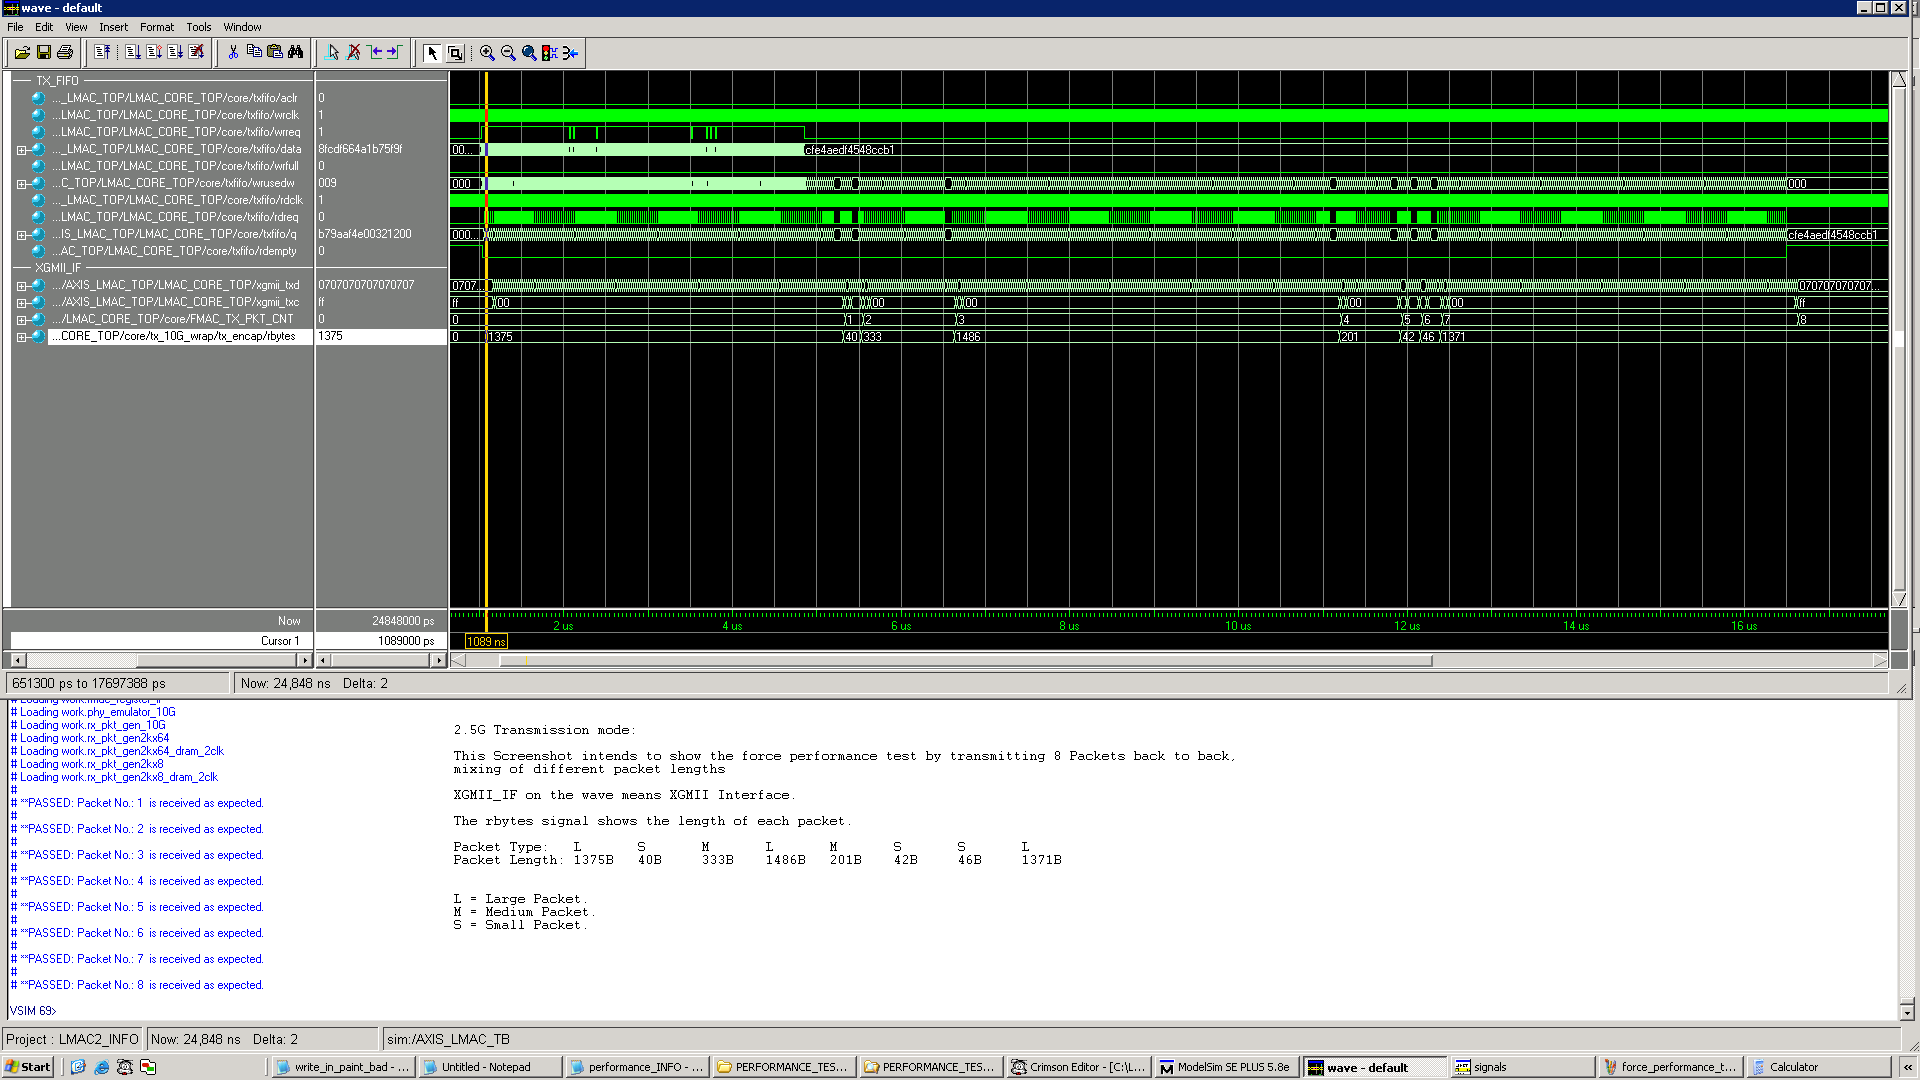 wave - default
File Edit View Insert Format Tools Window
TX_FIFO
..._LMAC_TOP/LMAC_CORE_TOP/core/txfifo/aclr 0
...LMAC_TOP/LMAC_CORE_TOP/core/txfifo/wrclk 1
...LMAC_TOP/LMAC_CORE_TOP/core/txfifo/wrreq 1
..._LMAC_TOP/LMAC_CORE_TOP/core/txfifo/data 8fcdf664a1b75f9f 00... cfe4aedf4548ccb1
...LMAC_TOP/LMAC_CORE_TOP/core/txfifo/wrfull 0
...C_TOP/LMAC_CORE_TOP/core/txfifo/wrusedw 009 000 000
..._LMAC_TOP/LMAC_CORE_TOP/core/txfifo/rdclk 1
...LMAC_TOP/LMAC_CORE_TOP/core/txfifo/rdreq 0
...IS_LMAC_TOP/LMAC_CORE_TOP/core/txfifo/q b79aaf4e00321200 000... cfe4aedf4548ccb1
...AC_TOP/LMAC_CORE_TOP/core/txfifo/rdempty 0
XGMII_IF
.../AXIS_LMAC_TOP/LMAC_CORE_TOP/xgmii_txd 0707070707070707 0707... 070707070707...
.../AXIS_LMAC_TOP/LMAC_CORE_TOP/xgmii_txc ff ff 00 00 00 00 00 ff
.../LMAC_CORE_TOP/core/FMAC_TX_PKT_CNT 0 0 1 2 3 4 5 6 7 8
...CORE_TOP/core/tx_10G_wrap/tx_encap/rbytes 1375 0 1375 40 333 1486 201 42 46 1371
Now 24848000 ps 2 us 4 us 6 us 8 us 10 us 12 us 14 us 16 us
Cursor 1 1089000 ps 1089 ns
651300 ps to 17697388 ps Now: 24,848 ns Delta: 2
# Loading work.phy_emulator_10G
# Loading work.rx_pkt_gen_10G
# Loading work.rx_pkt_gen2kx64
# Loading work.rx_pkt_gen2kx64_dram_2clk
# Loading work.rx_pkt_gen2kx8
# Loading work.rx_pkt_gen2kx8_dram_2clk
#
# **PASSED: Packet No.: 1 is received as expected.
#
# **PASSED: Packet No.: 2 is received as expected.
#
# **PASSED: Packet No.: 3 is received as expected.
#
# **PASSED: Packet No.: 4 is received as expected.
#
# **PASSED: Packet No.: 5 is received as expected.
#
# **PASSED: Packet No.: 6 is received as expected.
#
# **PASSED: Packet No.: 7 is received as expected.
#
# **PASSED: Packet No.: 8 is received as expected.
VSIM 69>
2.5G Transmission mode:
This Screenshot intends to show the force performance test by transmitting 8 Packets back to back,
mixing of different packet lengths
XGMII_IF on the wave means XGMII Interface.
The rbytes signal shows the length of each packet.
Packet Type: L S M L M S S L
Packet Length: 1375B 40B 333B 1486B 201B 42B 46B 1371B
L = Large Packet.
M = Medium Packet.
S = Small Packet.
Project : LMAC2_INFO Now: 24,848 ns Delta: 2 sim:/AXIS_LMAC_TB
Start write_in_paint_bad - ... Untitled - Notepad performance_INFO - ... PERFORMANCE_TES... PERFORMANCE_TES... Crimson Editor - [C:\L... ModelSim SE PLUS 5.8e wave - default signals force_performance_t... Calculator